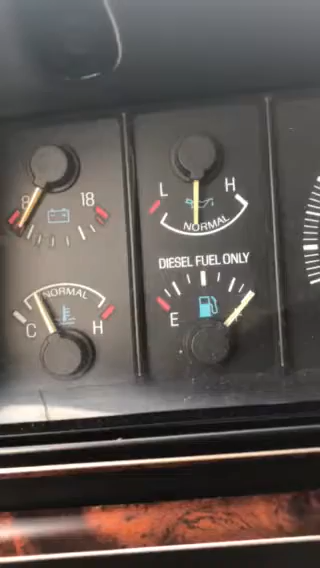 8 18
L H
NORMAL
DIESEL FUEL ONLY
NORMAL
C H
E